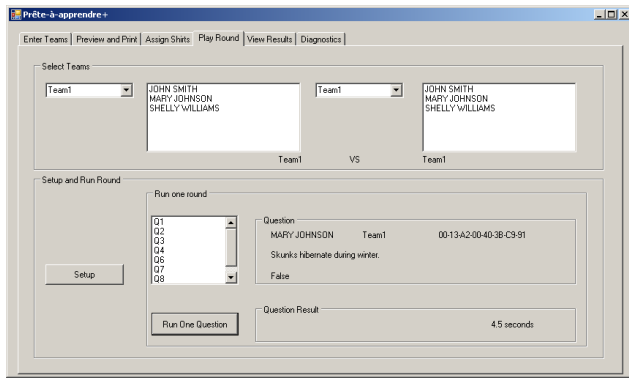 Prête-à-apprendre+
Enter Teams Preview and Print Assign Shirts Play Round View Results Diagnostics
Select Teams
Team1
JOHN SMITH
MARY JOHNSON
SHELLY WILLIAMS
Team1
JOHN SMITH
MARY JOHNSON
SHELLY WILLIAMS
Team1 VS Team1
Setup and Run Round
Setup
Run one round
Q1
Q2
Q3
Q4
Q6
Q7
Q8
Run One Question
Question
MARY JOHNSON Team1 00-13-A2-00-40-3B-C9-91
Skunks hibernate during winter.
False
Question Result
4.5 seconds